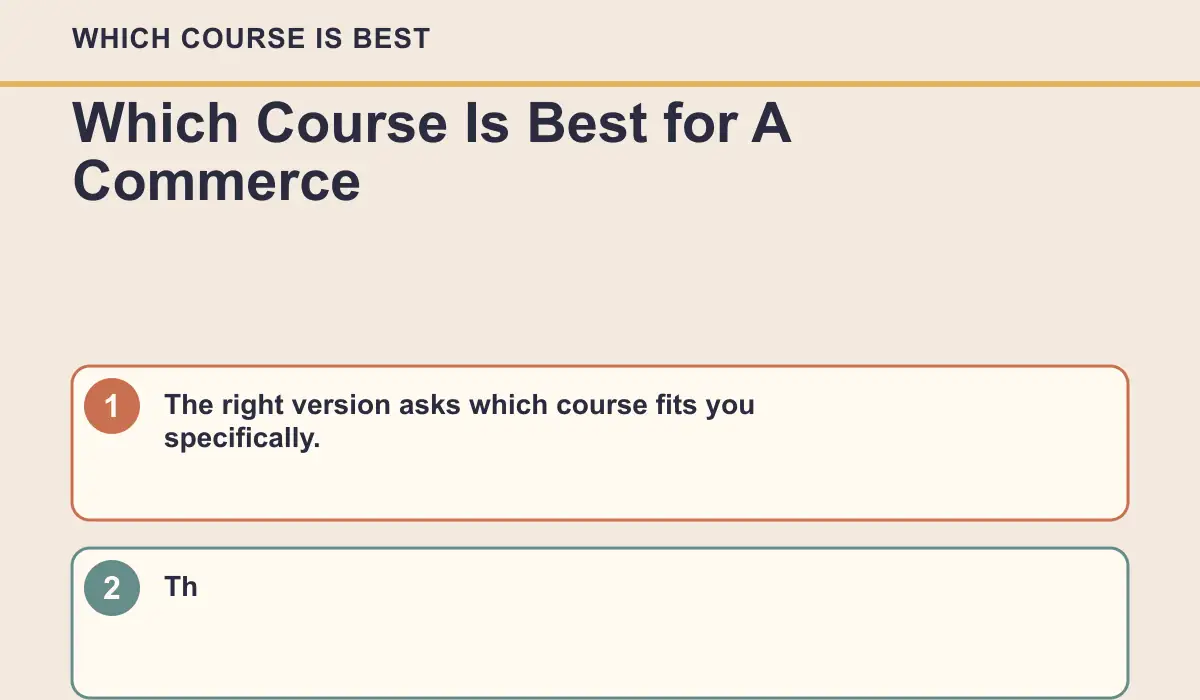 WHICH COURSE IS BEST
Which Course Is Best for A
Commerce
1
The right version asks which course fits you
specifically.
2
Th